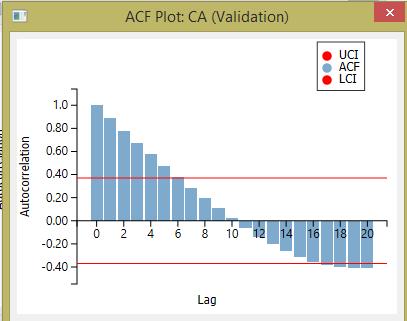 ACF Plot: CA (Validation)
UCI
ACF
LCI
1.0
0.80
0.60
0.40
0.20
0.00
-0.20
-0.40
Autocorrelation
0 2 4 6 8 10 12 14 16 18 20
Lag